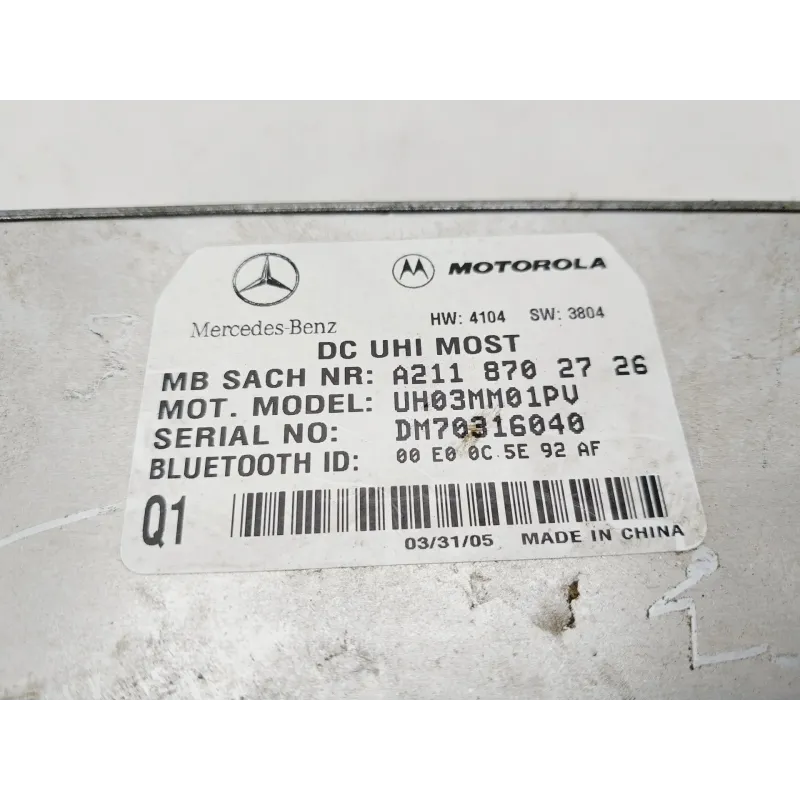 Mercedes-Benz
MOTOROLA
HW: 4104 SW: 3804
DC UHI MOST
MB SACH NR: A211 870 27 26
MOT. MODEL: UH03MM01PV
SERIAL NO: DM70316040
BLUETOOTH ID: 00 E0 0C 5E 92 AF
Q1
03/31/05 MADE IN CHINA